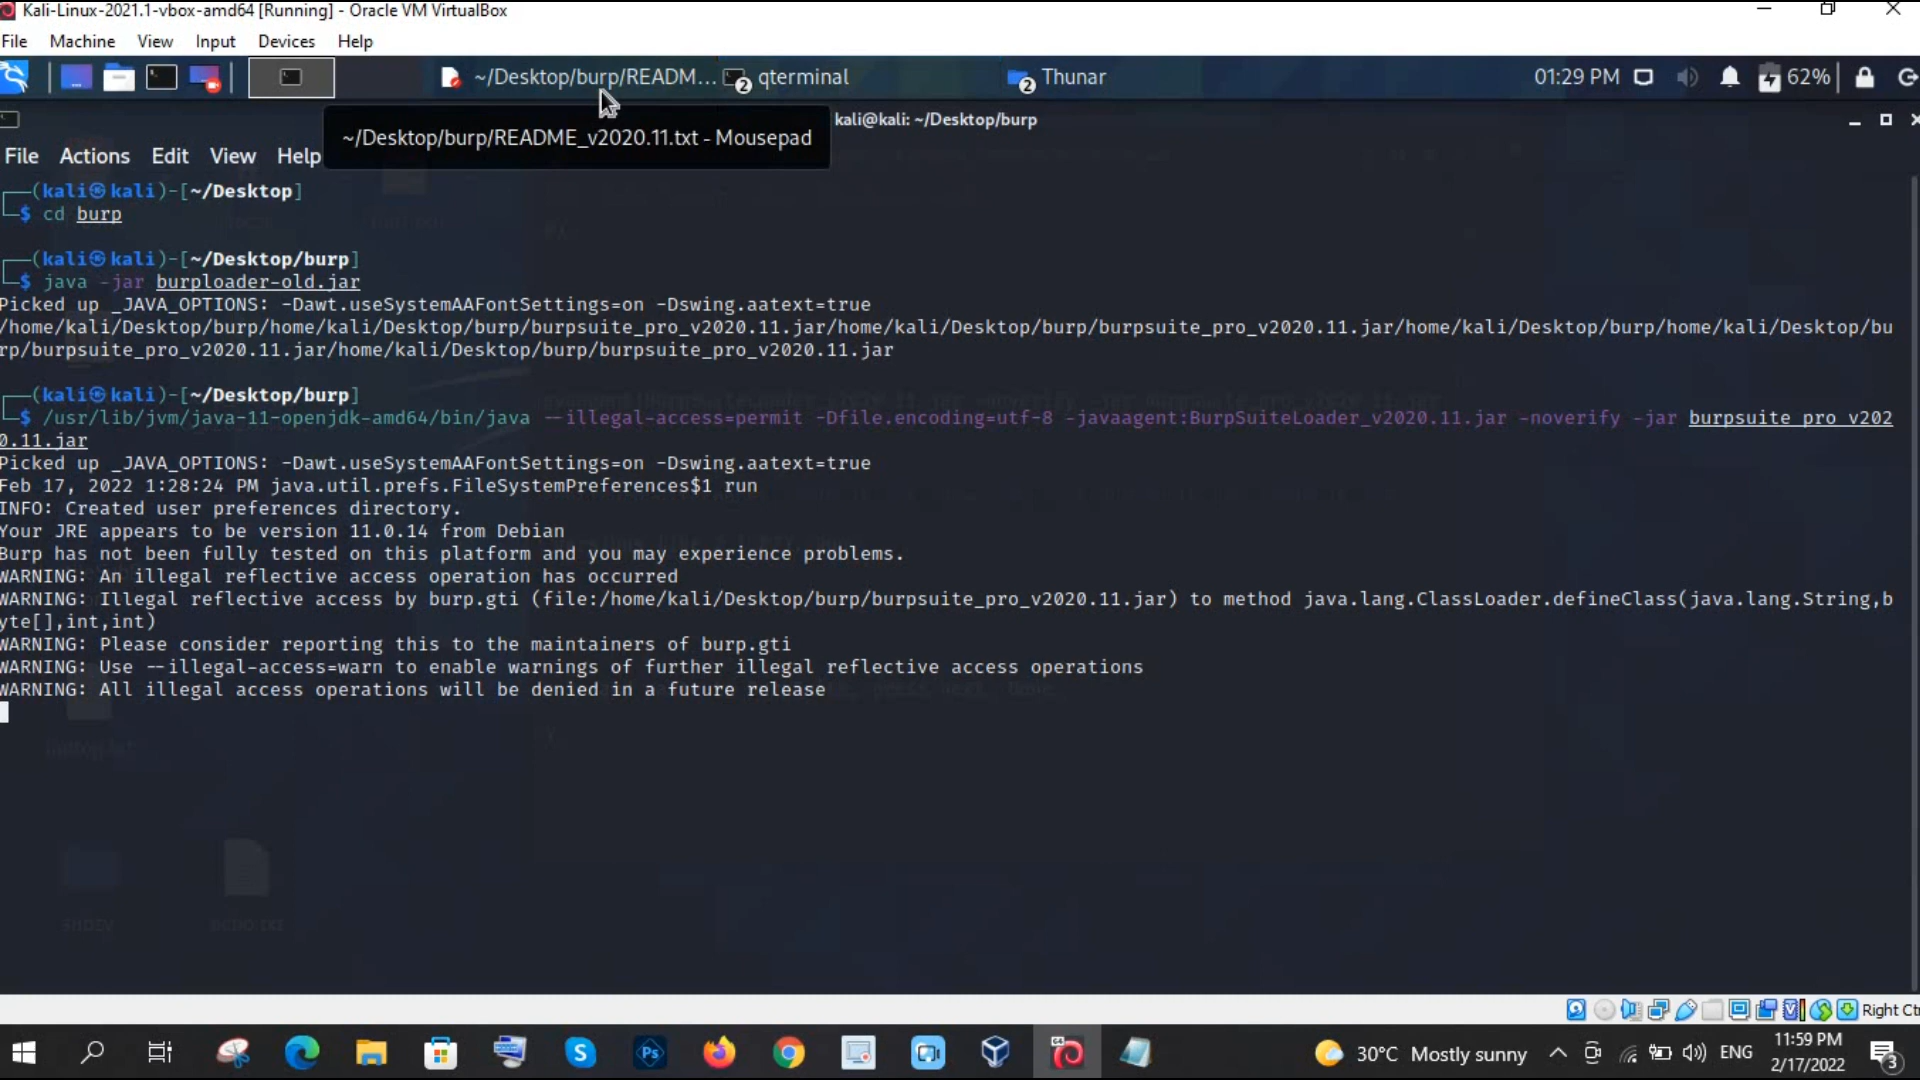 Kali-Linux-2021.1-vbox-amd64 [Running] - Oracle VM VirtualBox
File Machine View Input Devices Help
~/Desktop/burp/READM... 2 qterminal 2 Thunar 01:29 PM 62%
~/Desktop/burp/README_v2020.11.txt - Mousepad
kali@kali: ~/Desktop/burp
File Actions Edit View Help
(kali㉿kali)-[~/Desktop]
$ cd burp
(kali㉿kali)-[~/Desktop/burp]
$ java -jar burploader-old.jar
Picked up _JAVA_OPTIONS: -Dawt.useSystemAAFontSettings=on -Dswing.aatext=true
/home/kali/Desktop/burp/home/kali/Desktop/burp/burpsuite_pro_v2020.11.jar/home/kali/Desktop/burp/burpsuite_pro_v2020.11.jar/home/kali/Desktop/burp/home/kali/Desktop/bu
rp/burpsuite_pro_v2020.11.jar/home/kali/Desktop/burp/burpsuite_pro_v2020.11.jar
(kali㉿kali)-[~/Desktop/burp]
$ /usr/lib/jvm/java-11-openjdk-amd64/bin/java --illegal-access=permit -Dfile.encoding=utf-8 -javaagent:BurpSuiteLoader_v2020.11.jar -noverify -jar burpsuite_pro_v202
0.11.jar
Picked up _JAVA_OPTIONS: -Dawt.useSystemAAFontSettings=on -Dswing.aatext=true
Feb 17, 2022 1:28:24 PM java.util.prefs.FileSystemPreferences$1 run
INFO: Created user preferences directory.
Your JRE appears to be version 11.0.14 from Debian
Burp has not been fully tested on this platform and you may experience problems.
WARNING: An illegal reflective access operation has occurred
WARNING: Illegal reflective access by burp.gti (file:/home/kali/Desktop/burp/burpsuite_pro_v2020.11.jar) to method java.lang.ClassLoader.defineClass(java.lang.String,b
yte[],int,int)
WARNING: Please consider reporting this to the maintainers of burp.gti
WARNING: Use --illegal-access=warn to enable warnings of further illegal reflective access operations
WARNING: All illegal access operations will be denied in a future release
Right Ct
Ps 30°C Mostly sunny ENG 11:59 PM
2/17/2022 3